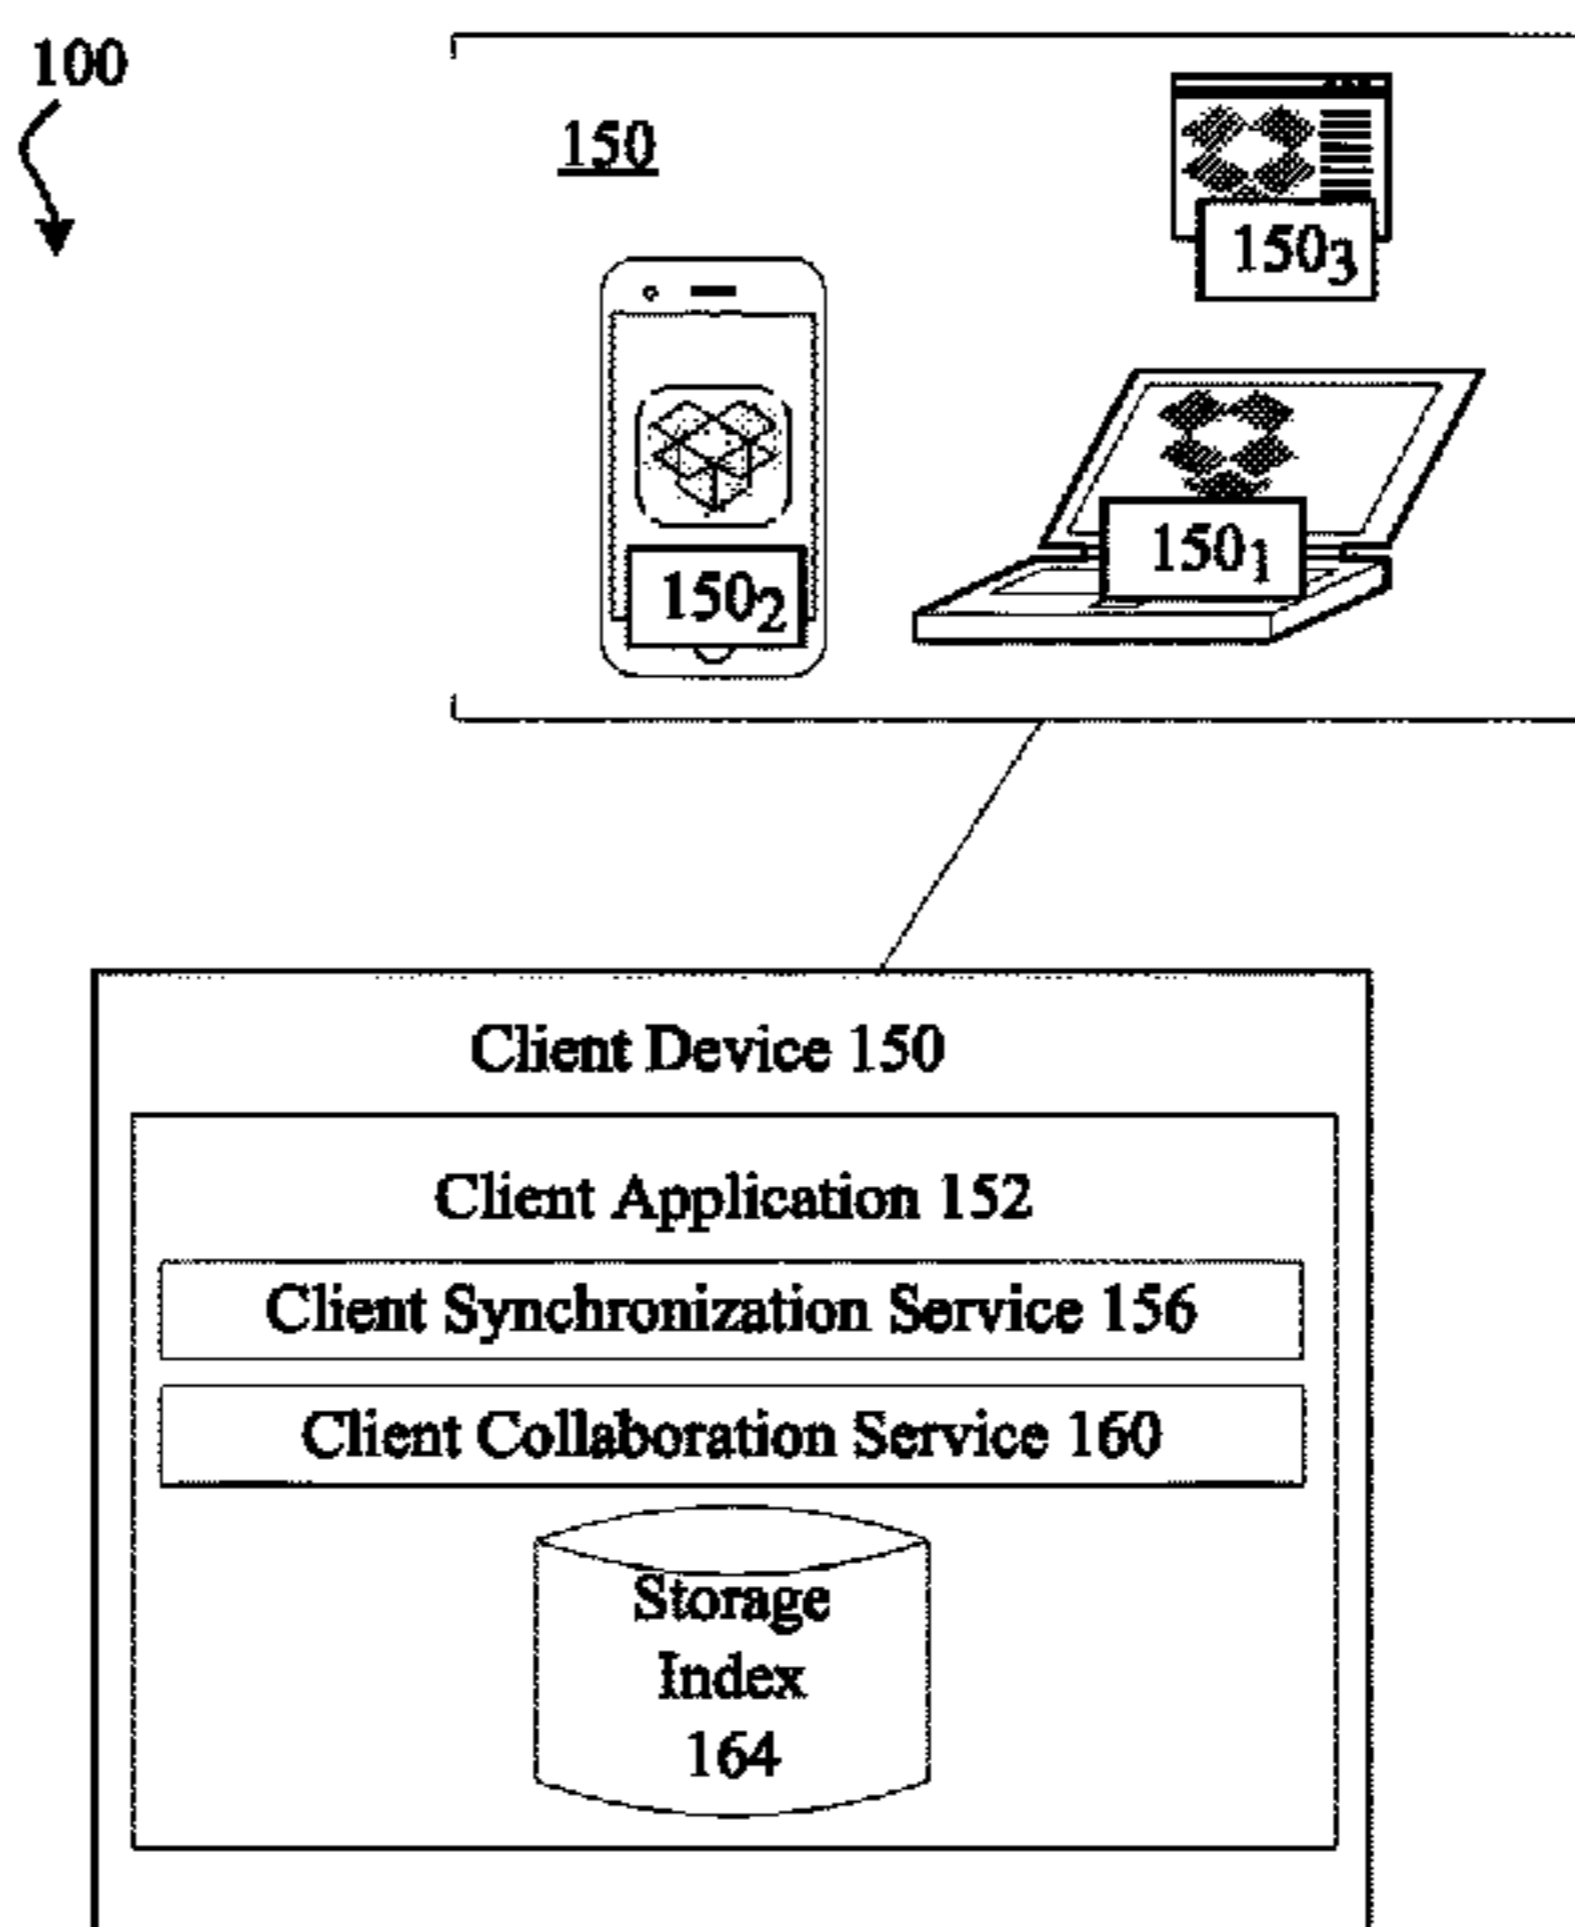 100
150
150₃
150₂
150₁
Client Device 150
Client Application 152
Client Synchronization Service 156
Client Collaboration Service 160
Storage
Index
164